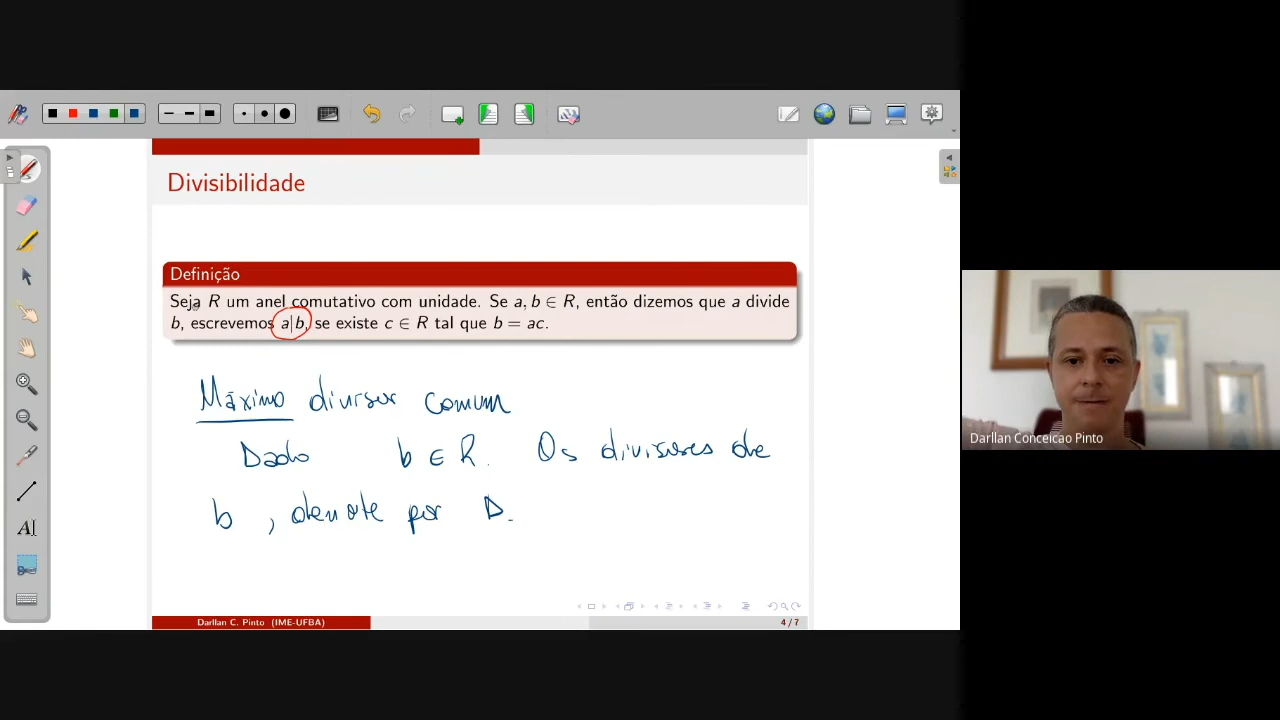 Divisibilidade
Definição
Seja R um anel comutativo com unidade. Se a, b ∈ R, então dizemos que a divide
b, escrevemos a|b, se existe c ∈ R tal que b = ac.
Máximo divisor comum
Dado b ∈ R. Os divisores de
b, denote por D
Darllan C. Pinto (IME-UFBA) 4 / 7
Darllan Conceicao Pinto